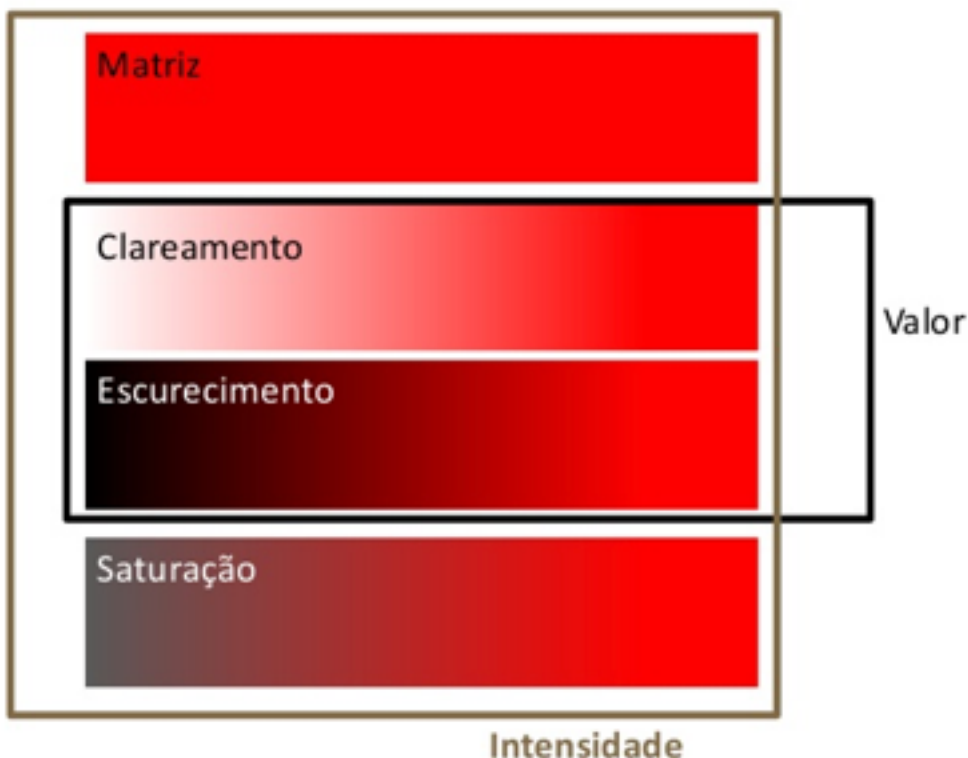 Matriz
Clareamento
Valor
Escurecimento
Saturação
Intensidade